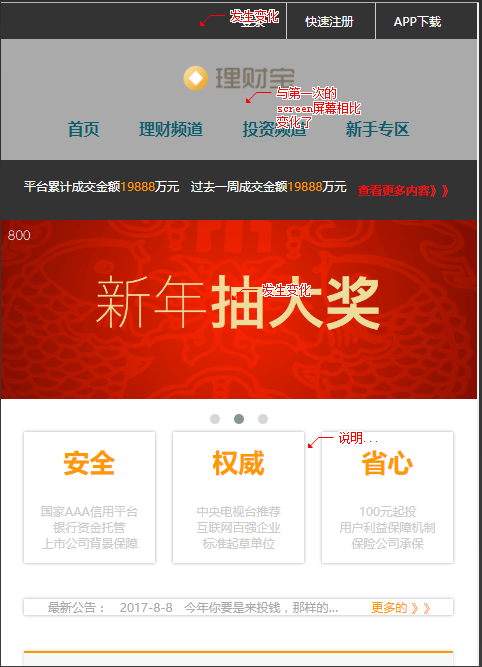 登录 快速注册 APP下载
发生变化
理财宝
与第一次的
screen屏幕相比
变化了
首页 理财频道 投资频道 新手专区
平台累计成交金额19888万元 过去一周成交金额19888万元 查看更多内容》》
800
发生变化
新年抽大奖
说明...
安全 权威 省心
国家AAA信用平台 中央电视台推荐 100元起投
银行资金托管 互联网百强企业 用户利益保障机制
上市公司背景保障 标准起草单位 保险公司承保
最新公告： 2017-8-8 今年你要是来投钱，那样的... 更多的 》》